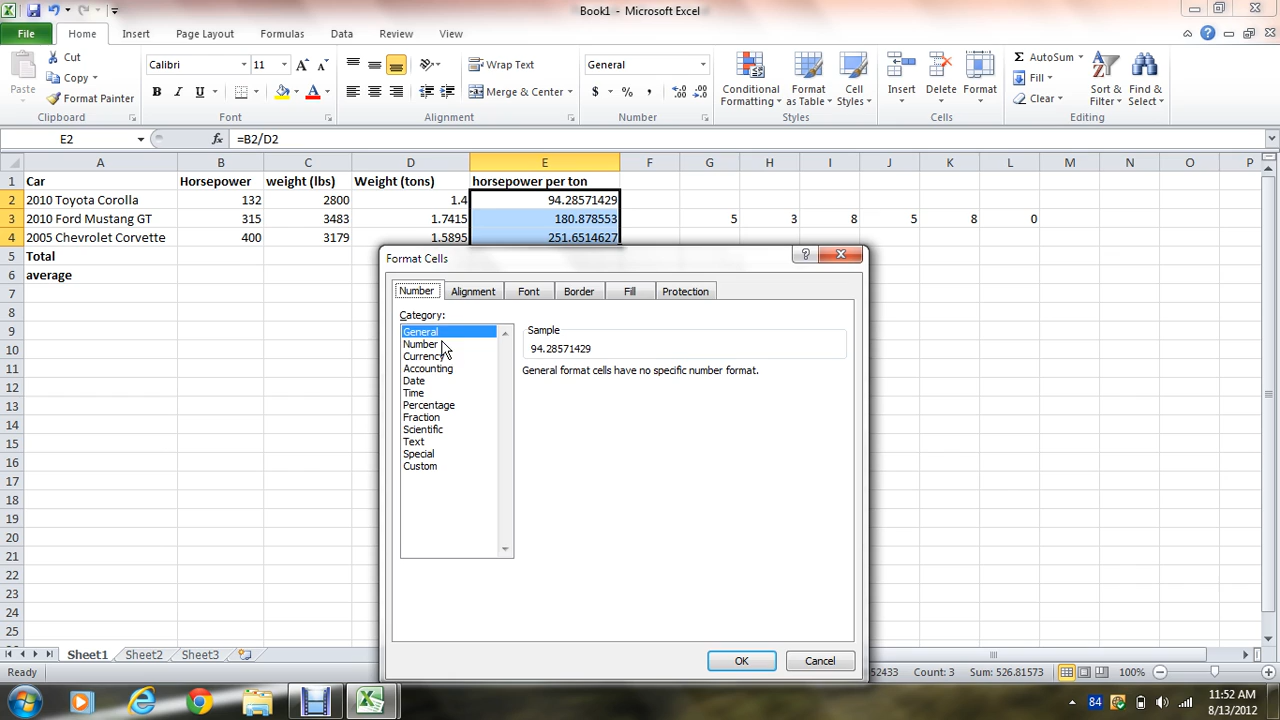 Book1 - Microsoft Excel
File Home Insert Page Layout Formulas Data Review View
Paste Cut Copy Format Painter Clipboard
Calibri 11 B I U A Font
Wrap Text Merge & Center Alignment
General $ % , Number
Conditional Formatting Format as Table Cell Styles Styles
Insert Delete Format Cells
AutoSum Fill Clear Sort & Filter Find & Select Editing
E2 fx =B2/D2
A B C D E F G H I J K L M N O P
1 Car Horsepower weight (lbs) Weight (tons) horsepower per ton
2 2010 Toyota Corolla 132 2800 1.4 94.28571429
3 2010 Ford Mustang GT 315 3483 1.7415 180.878553 5 3 8 5 8 0
4 2005 Chevrolet Corvette 400 3179 1.5895 251.6514627
5 Total
6 average
7
8
9
10
11
12
13
14
15
16
17
18
19
20
21
22
23
24
25
Format Cells
Number Alignment Font Border Fill Protection
Category:
General
Number
Currency
Accounting
Date
Time
Percentage
Fraction
Scientific
Text
Special
Custom
Sample
94.28571429
General format cells have no specific number format.
OK Cancel
Sheet1 Sheet2 Sheet3
Ready 52433 Count: 3 Sum: 526.81573 100%
84 11:52 AM
8/13/2012